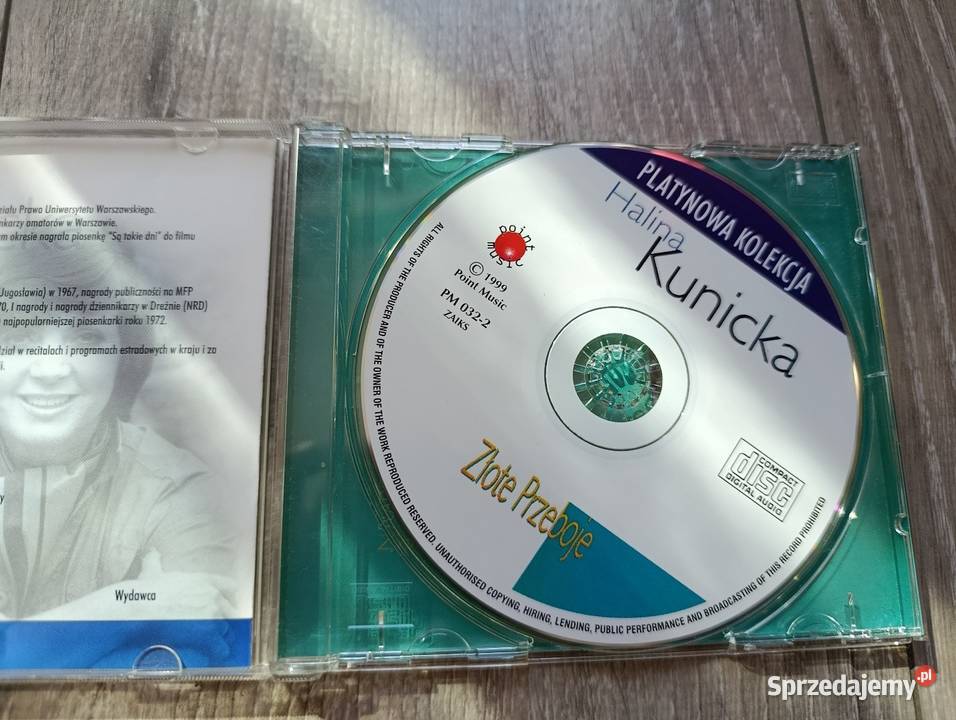 działu Prawa Uniwersytetu Warszawskiego.
nkarzy amatorów w Warszawie.
m okresie nagrała piosenkę "Są takie dni" do filmu
Jugosławia) w 1967, nagrody publiczności na MFP
70, I nagrody i nagrody dziennikarzy w Dreźnie (NRD)
najpopularniejszej piosenkarki roku 1972.
dział w recitalach i programach estradowych w kraju i za
i.
y
Wydawca
PLATYNOWA KOLEKCJA
Halina
Kunicka
point
music
© 1999
Point Music
PM 032-2
ZAIKS
Złote Przeboje
COMPACT
disc
DIGITAL AUDIO
ALL RIGHTS OF THE PRODUCER AND OF THE OWNER OF THE WORK REPRODUCED RESERVED. UNAUTHORISED COPYING, HIRING, LENDING, PUBLIC PERFORMANCE AND BROADCASTING OF THIS RECORD PROHIBITED
Sprzedajemy.pl